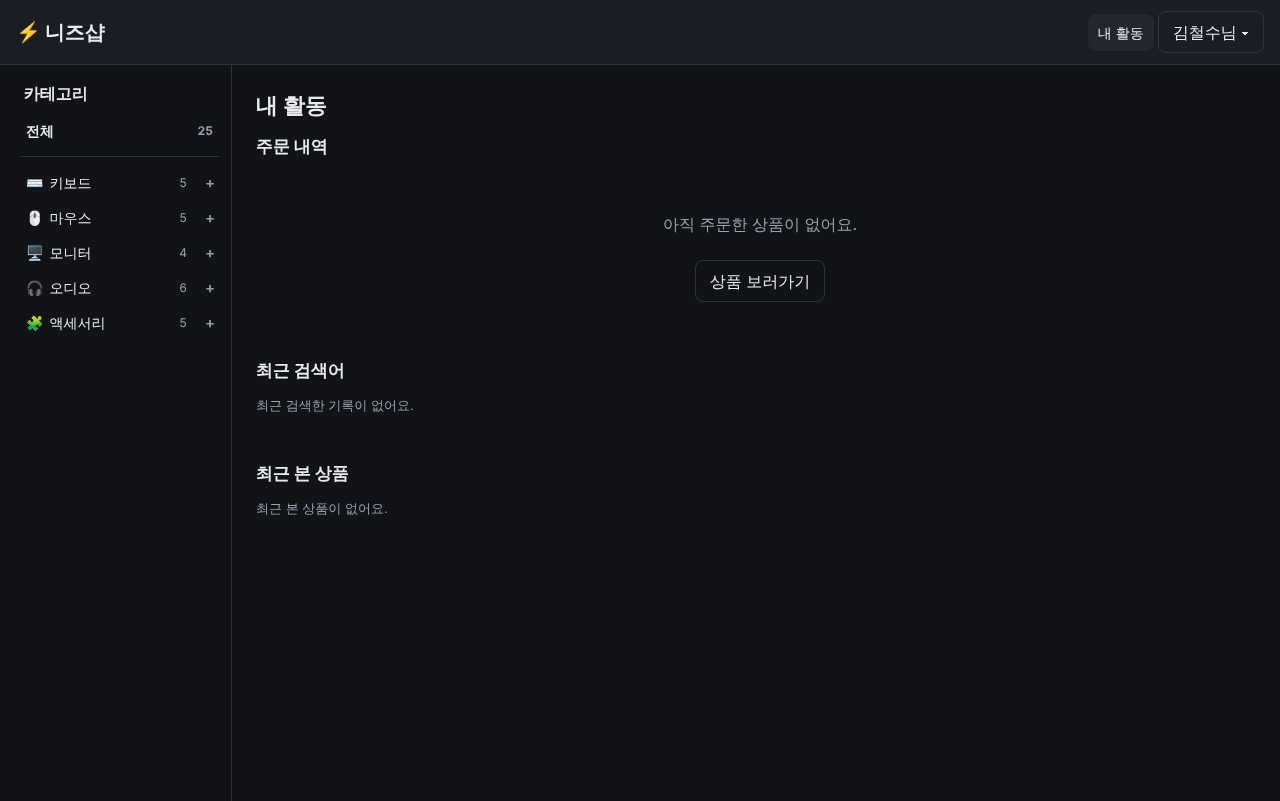 ⚡ 니즈샵
내 활동
김철수님
카테고리
전체 25
키보드 5 +
마우스 5 +
모니터 4 +
오디오 6 +
액세서리 5 +
내 활동
주문 내역
아직 주문한 상품이 없어요.
상품 보러가기
최근 검색어
최근 검색한 기록이 없어요.
최근 본 상품
최근 본 상품이 없어요.